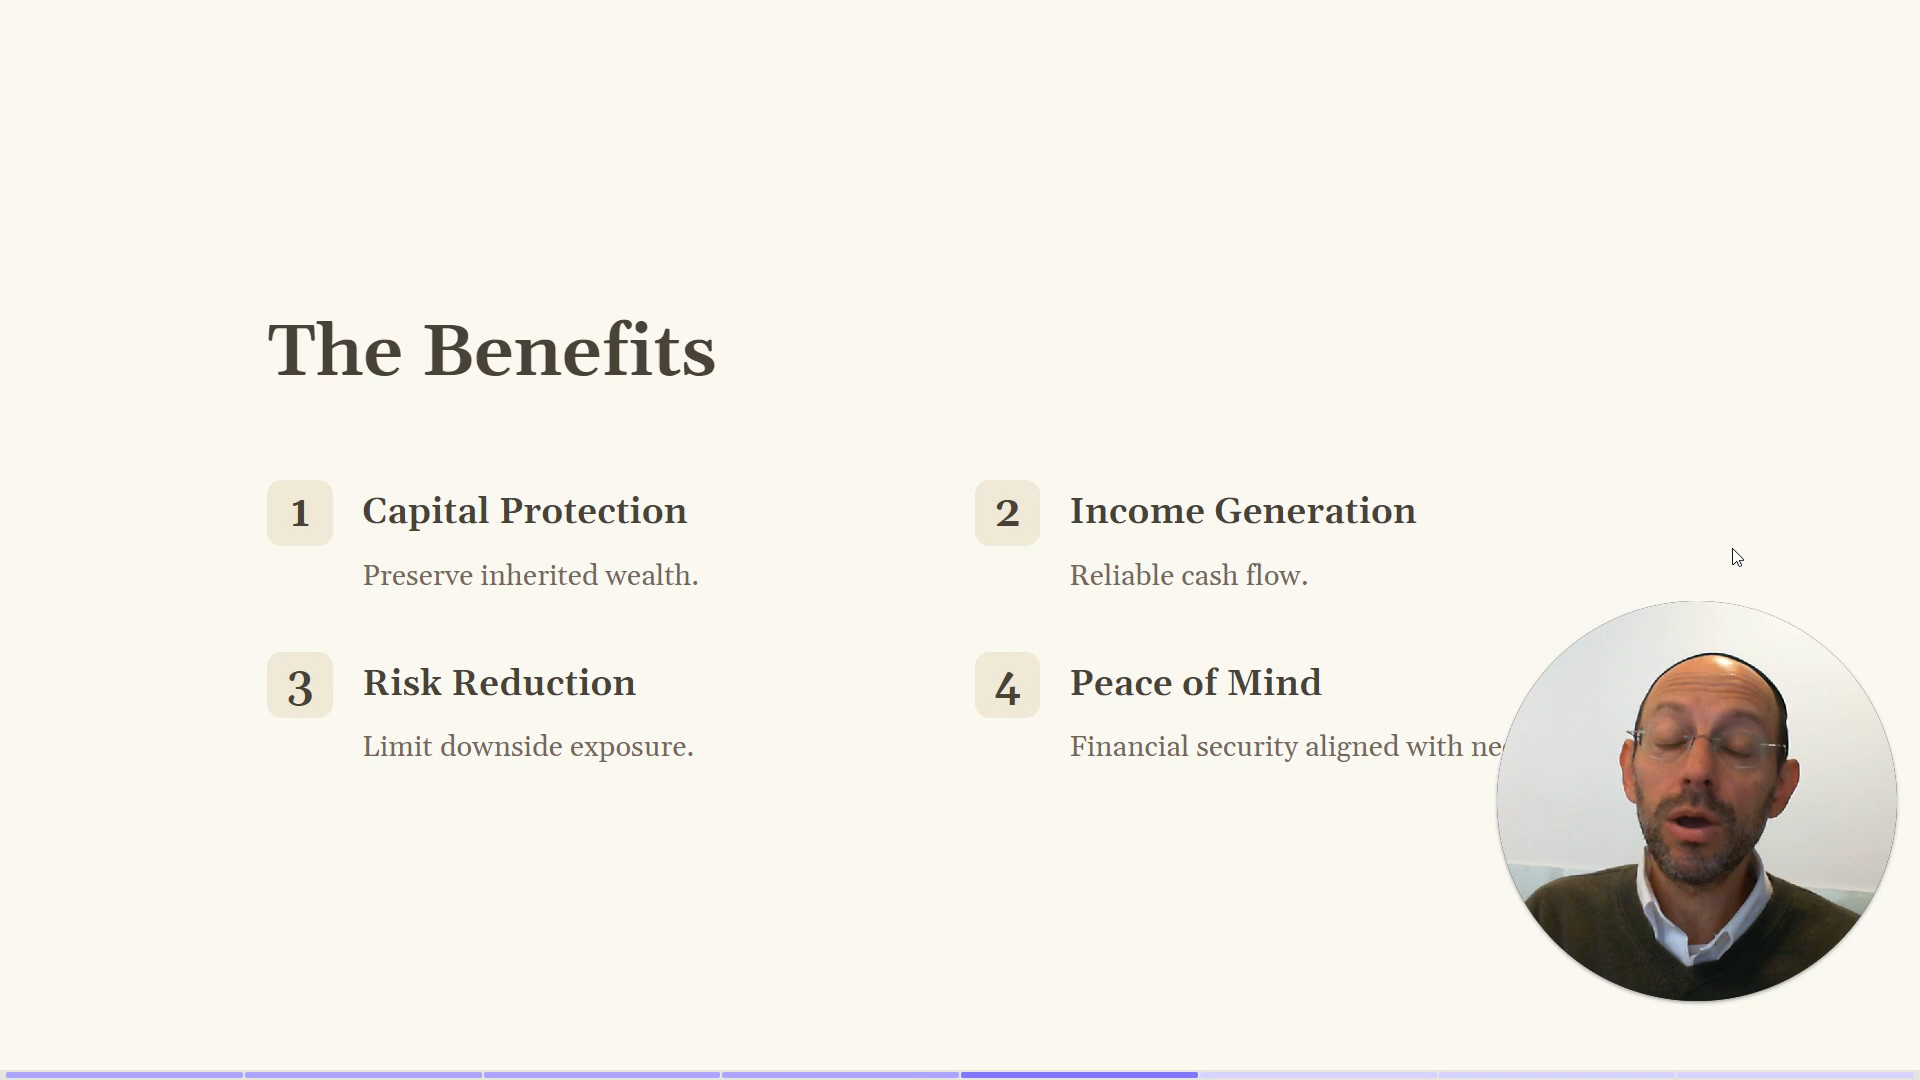 The Benefits
1
Capital Protection
Preserve inherited wealth.
2
Income Generation
Reliable cash flow.
3
Risk Reduction
Limit downside exposure.
4
Peace of Mind
Financial security aligned with